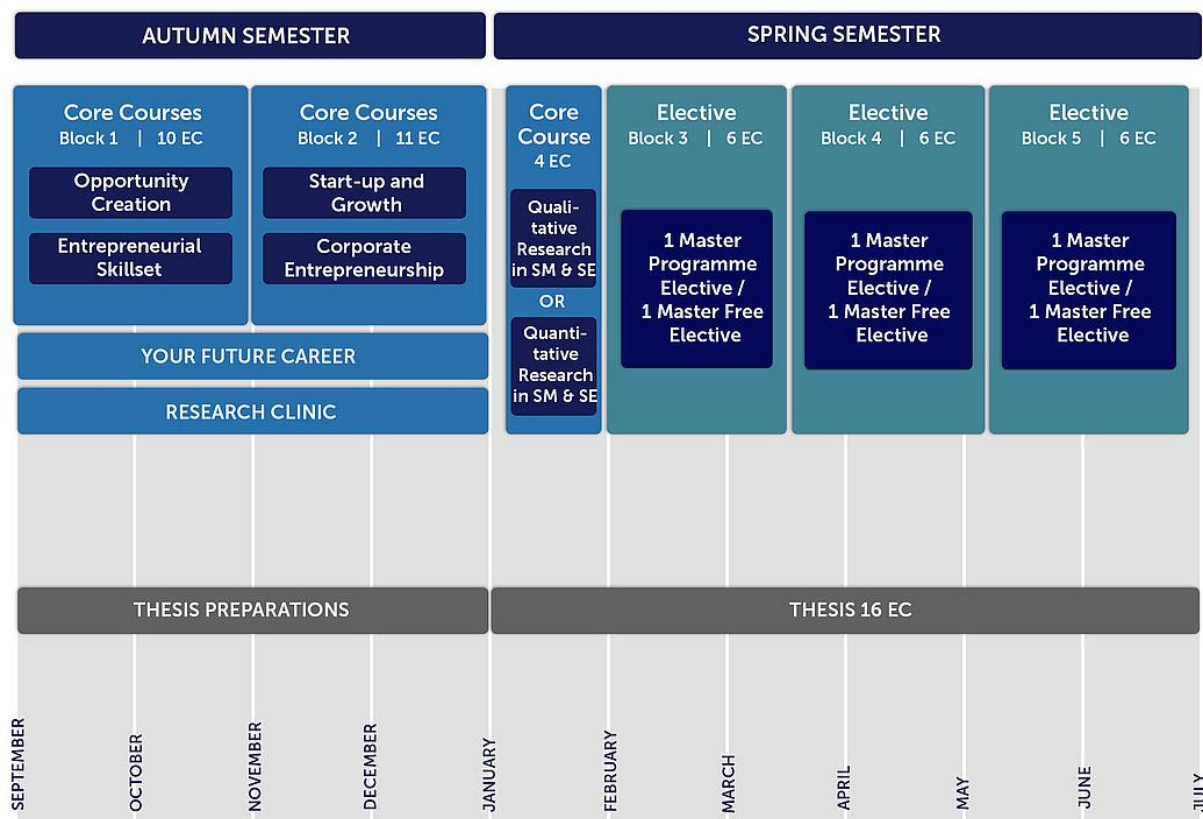 AUTUMN SEMESTER
SPRING SEMESTER
Core Courses
Block 1 | 10 EC
Opportunity
Creation
Entrepreneurial
Skillset
Core Courses
Block 2 | 11 EC
Start-up and
Growth
Corporate
Entrepreneurship
YOUR FUTURE CAREER
RESEARCH CLINIC
Core
Course
4 EC
Quali-
tative
Research
in SM & SE
OR
Quanti-
tative
Research
in SM & SE
Elective
Block 3 | 6 EC
1 Master
Programme
Elective /
1 Master Free
Elective
Elective
Block 4 | 6 EC
1 Master
Programme
Elective /
1 Master Free
Elective
Elective
Block 5 | 6 EC
1 Master
Programme
Elective /
1 Master Free
Elective
THESIS PREPARATIONS
THESIS 16 EC
SEPTEMBER
OCTOBER
NOVEMBER
DECEMBER
JANUARY
FEBRUARY
MARCH
APRIL
MAY
JUNE
JULY